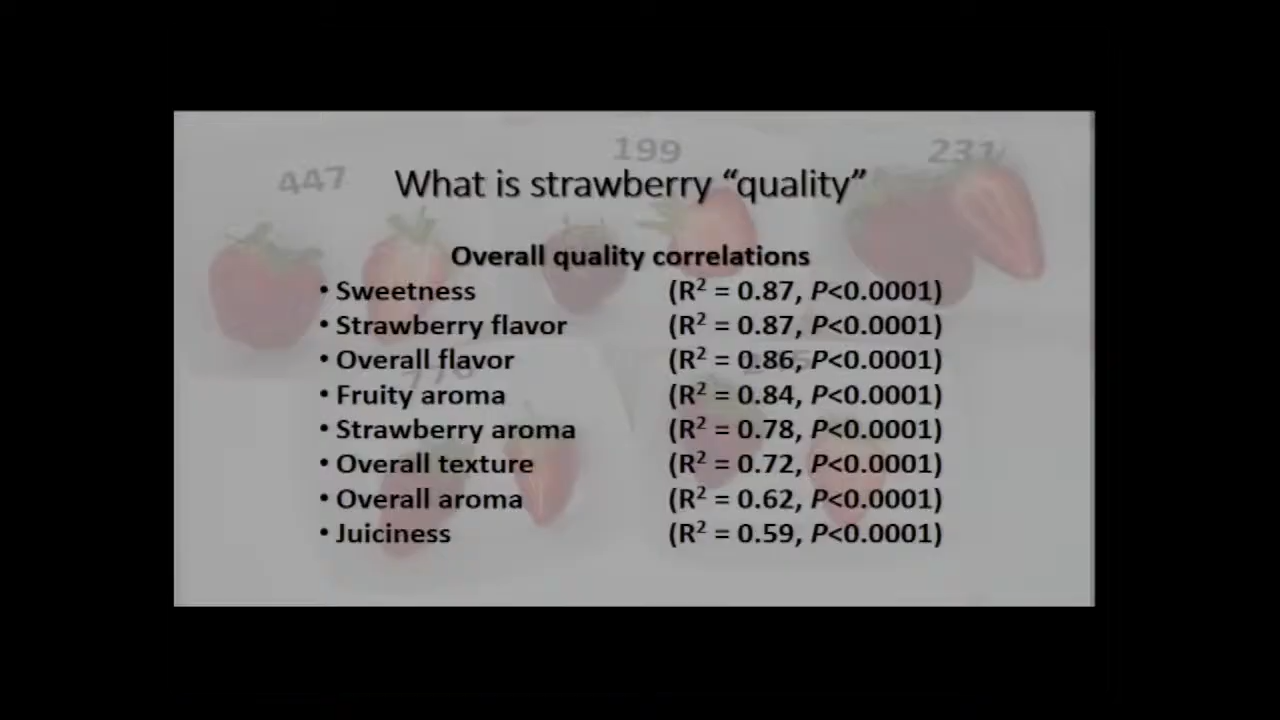 447
199
231
What is strawberry “quality”
Overall quality correlations
• Sweetness (R² = 0.87, P<0.0001)
• Strawberry flavor (R² = 0.87, P<0.0001)
• Overall flavor (R² = 0.86, P<0.0001)
• Fruity aroma (R² = 0.84, P<0.0001)
• Strawberry aroma (R² = 0.78, P<0.0001)
• Overall texture (R² = 0.72, P<0.0001)
• Overall aroma (R² = 0.62, P<0.0001)
• Juiciness (R² = 0.59, P<0.0001)